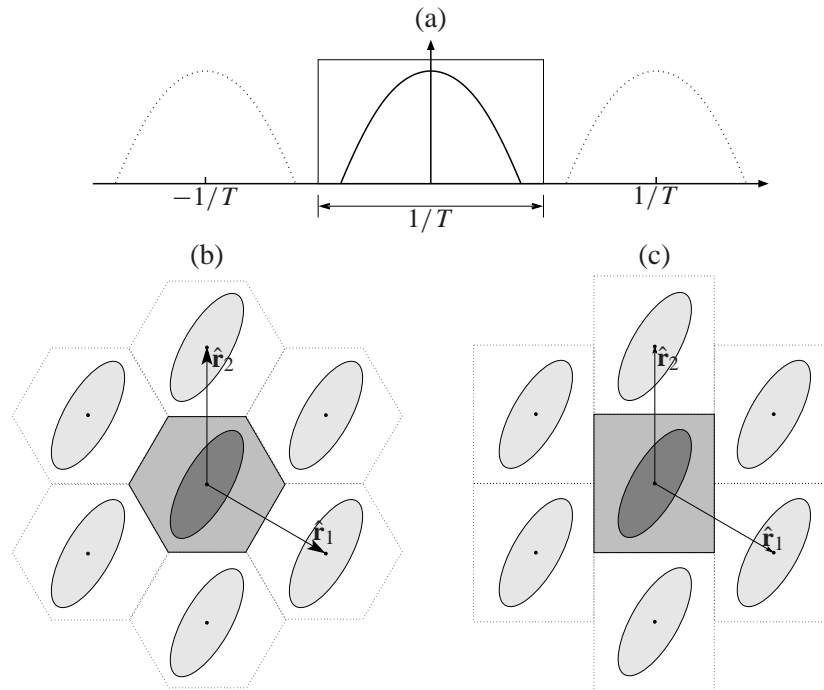 (a)
−1/T
1/T
1/T
(b)
(c)
r̂₂
r̂₂
r̂₁
r̂₁